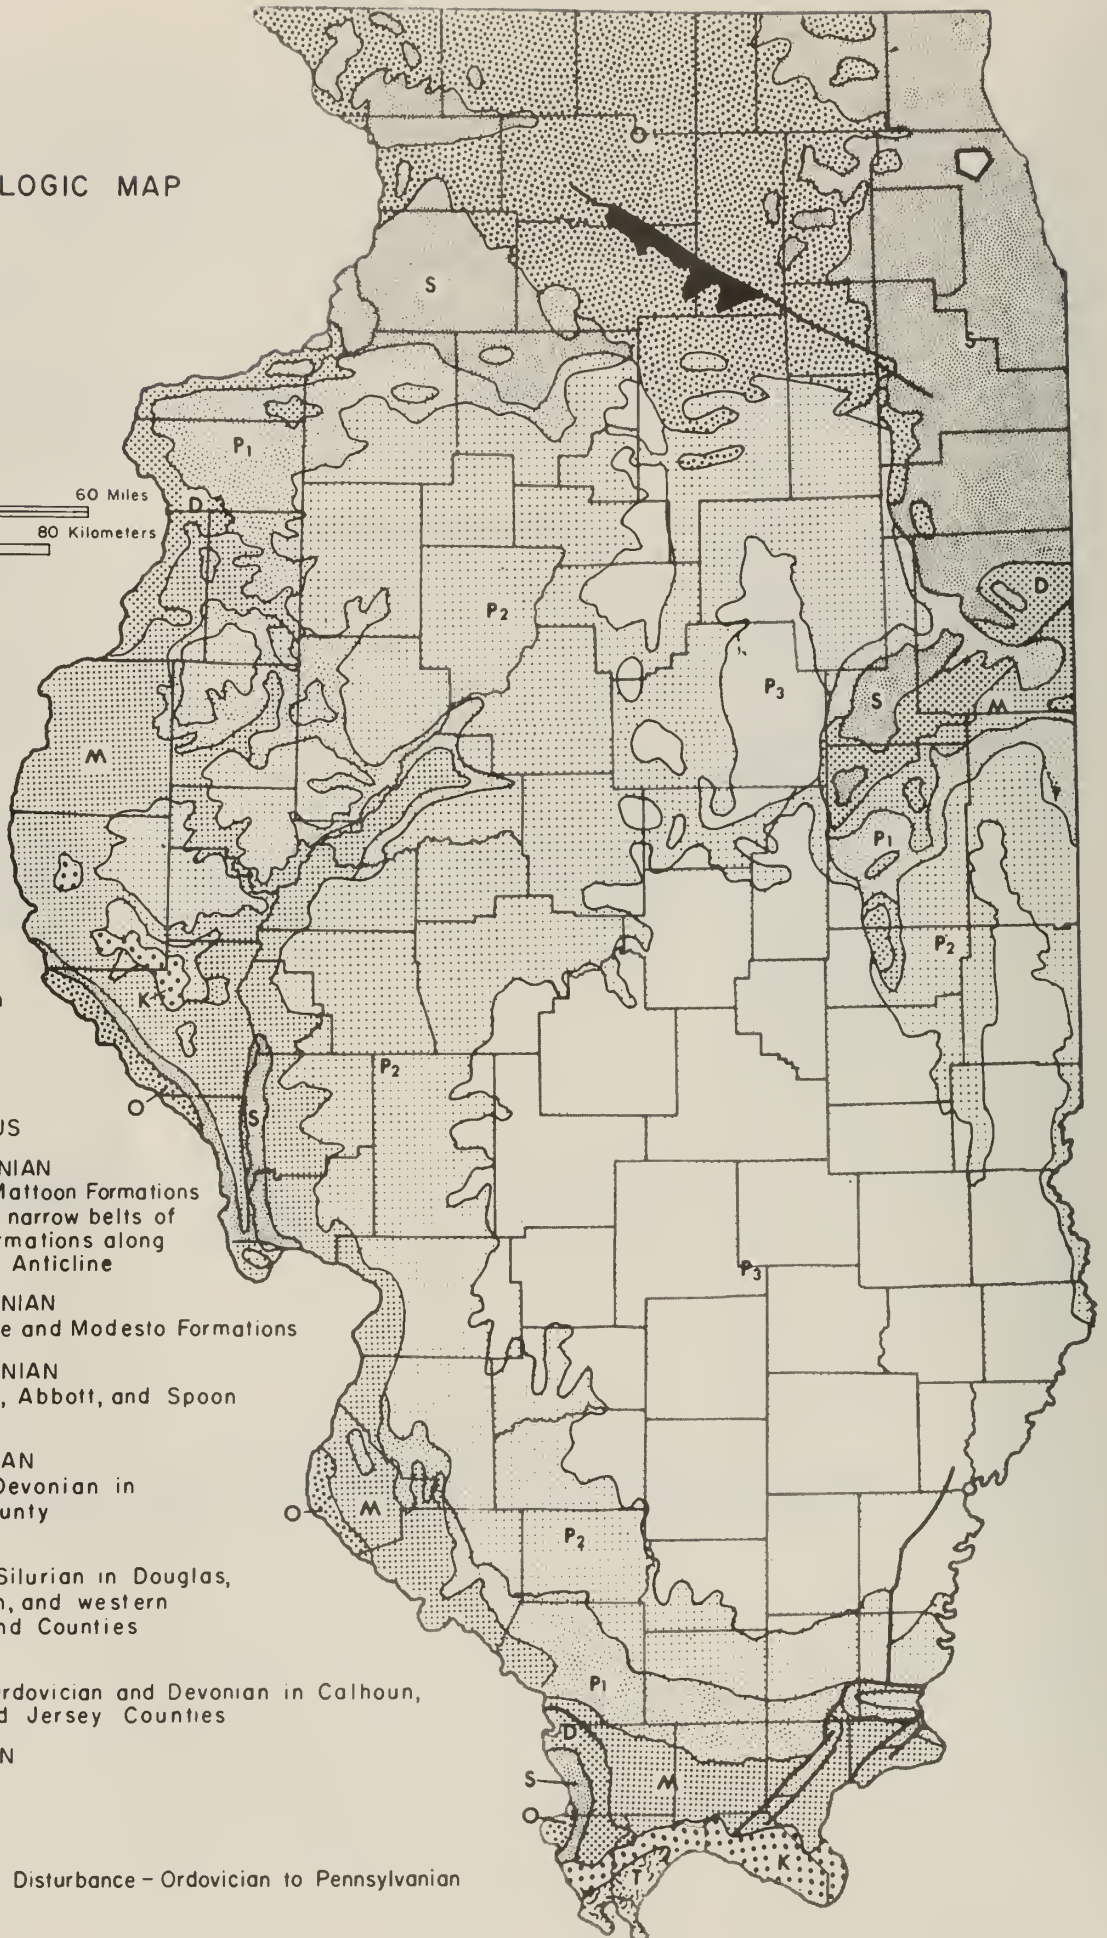 LOGIC MAP
60 Miles
80 Kilometers
US
NIAN
Mattoon Formations
narrow belts of
rmations along
Anticline
NIAN
e and Modesto Formations
NIAN
, Abbott, and Spoon
AN
Devonian in
unty
Silurian in Douglas,
n, and western
nd Counties
rdovician and Devonian in Calhoun,
d Jersey Counties
N
Disturbance – Ordovician to Pennsylvanian
O
S
P1
D
P2
D
P3
S
M
M
P1
P2
K
P2
O
S
P3
O
M
P2
P1
D
S
M
O
K
T